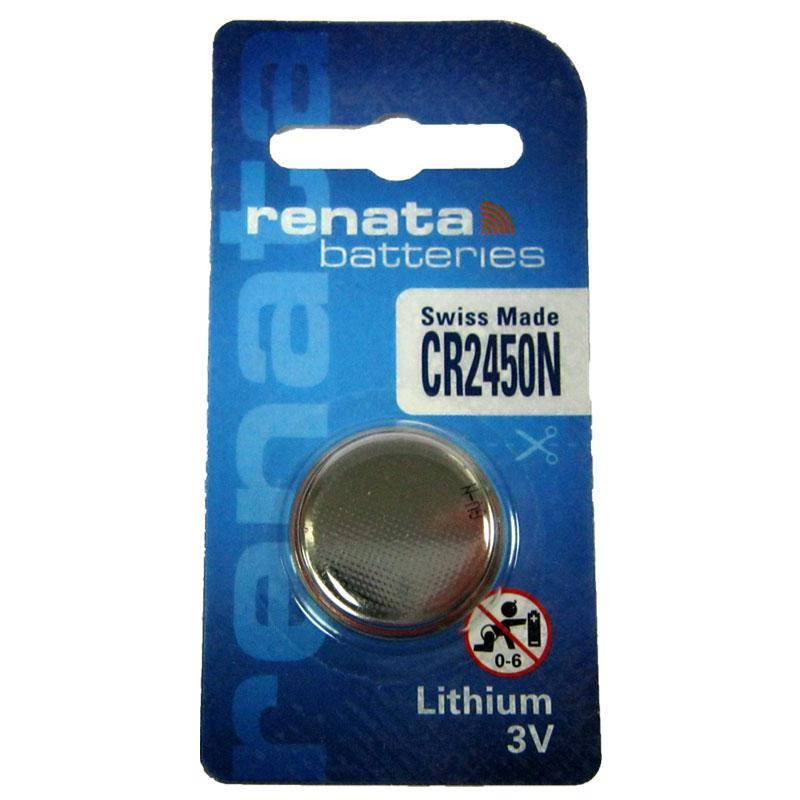 renata
renata
batteries
Swiss Made
CR2450N
0-6
Lithium
3V